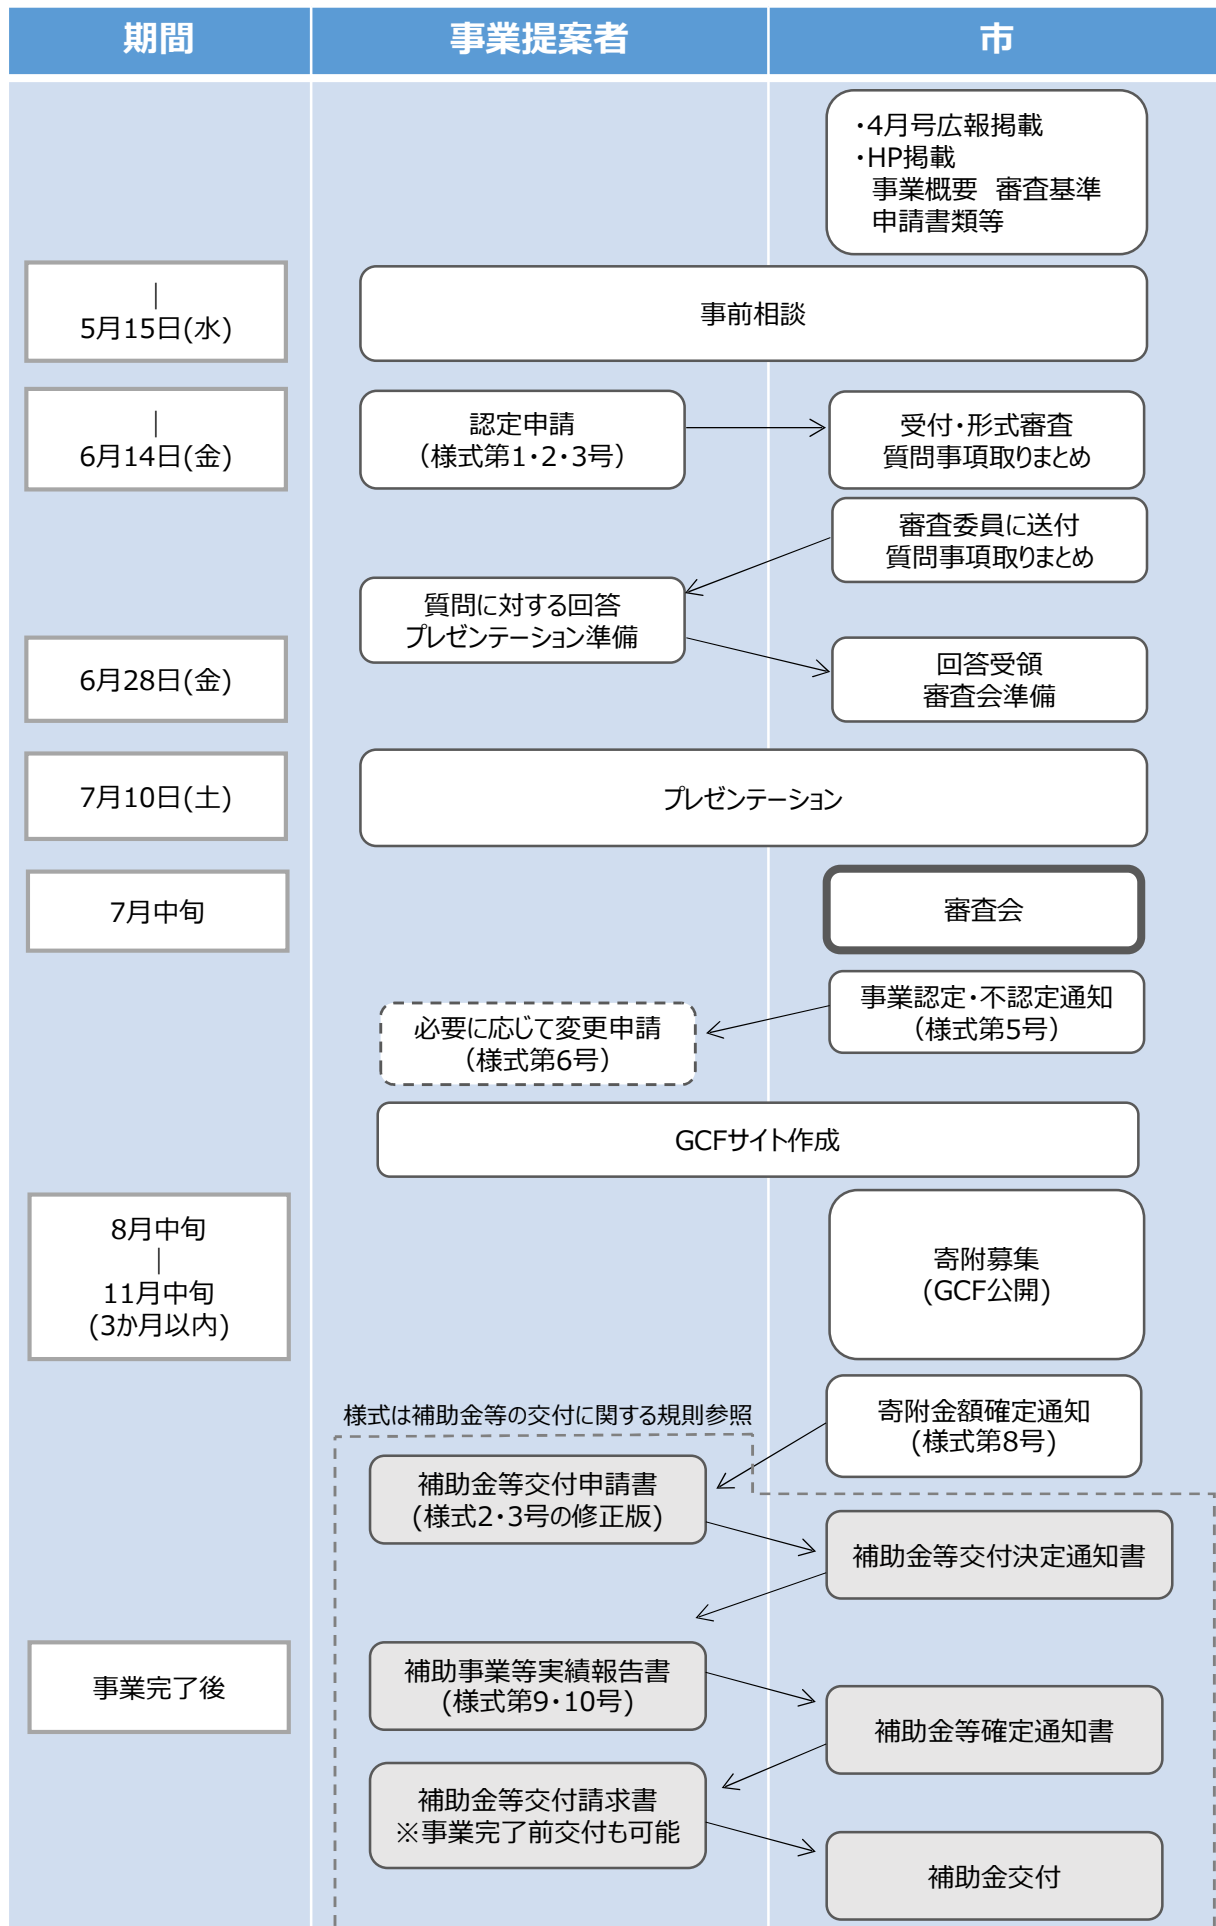 期間
事業提案者
市
・4月号広報掲載
・HP掲載
事業概要　審査基準
申請書類等
|
5月15日(水)
事前相談
|
6月14日(金)
認定申請
（様式第1・2・3号）
受付・形式審査
質問事項取りまとめ
審査委員に送付
質問事項取りまとめ
質問に対する回答
プレゼンテーション準備
6月28日(金)
回答受領
審査会準備
7月10日(土)
プレゼンテーション
7月中旬
審査会
事業認定・不認定通知
（様式第5号）
必要に応じて変更申請
（様式第6号）
GCFサイト作成
8月中旬
|
11月中旬
(3か月以内)
寄附募集
(GCF公開)
寄附金額確定通知
(様式第8号)
様式は補助金等の交付に関する規則参照
補助金等交付申請書
(様式2・3号の修正版)
補助金等交付決定通知書
事業完了後
補助事業等実績報告書
(様式第9・10号)
補助金等確定通知書
補助金等交付請求書
※事業完了前交付も可能
補助金交付